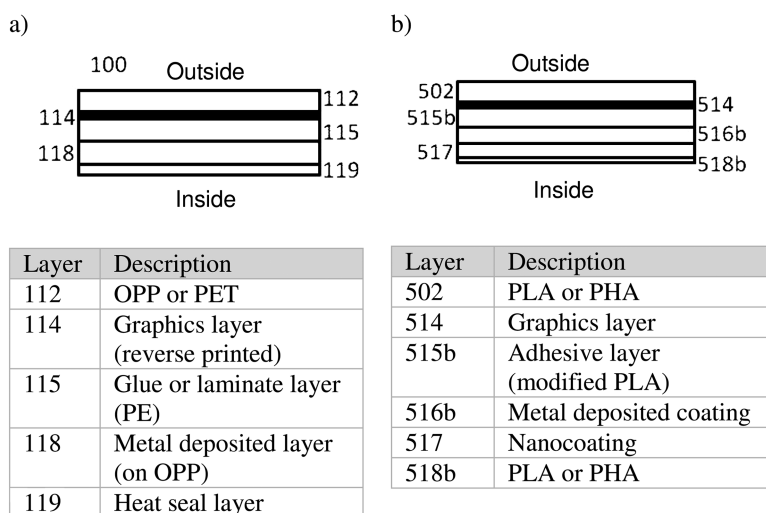 a)
100
Outside
112
114
115
118
119
Inside
Layer Description
112 OPP or PET
114 Graphics layer
(reverse printed)
115 Glue or laminate layer
(PE)
118 Metal deposited layer
(on OPP)
119 Heat seal layer
b)
Outside
502
514
515b
516b
517
518b
Inside
Layer Description
502 PLA or PHA
514 Graphics layer
515b Adhesive layer
(modified PLA)
516b Metal deposited coating
517 Nanocoating
518b PLA or PHA